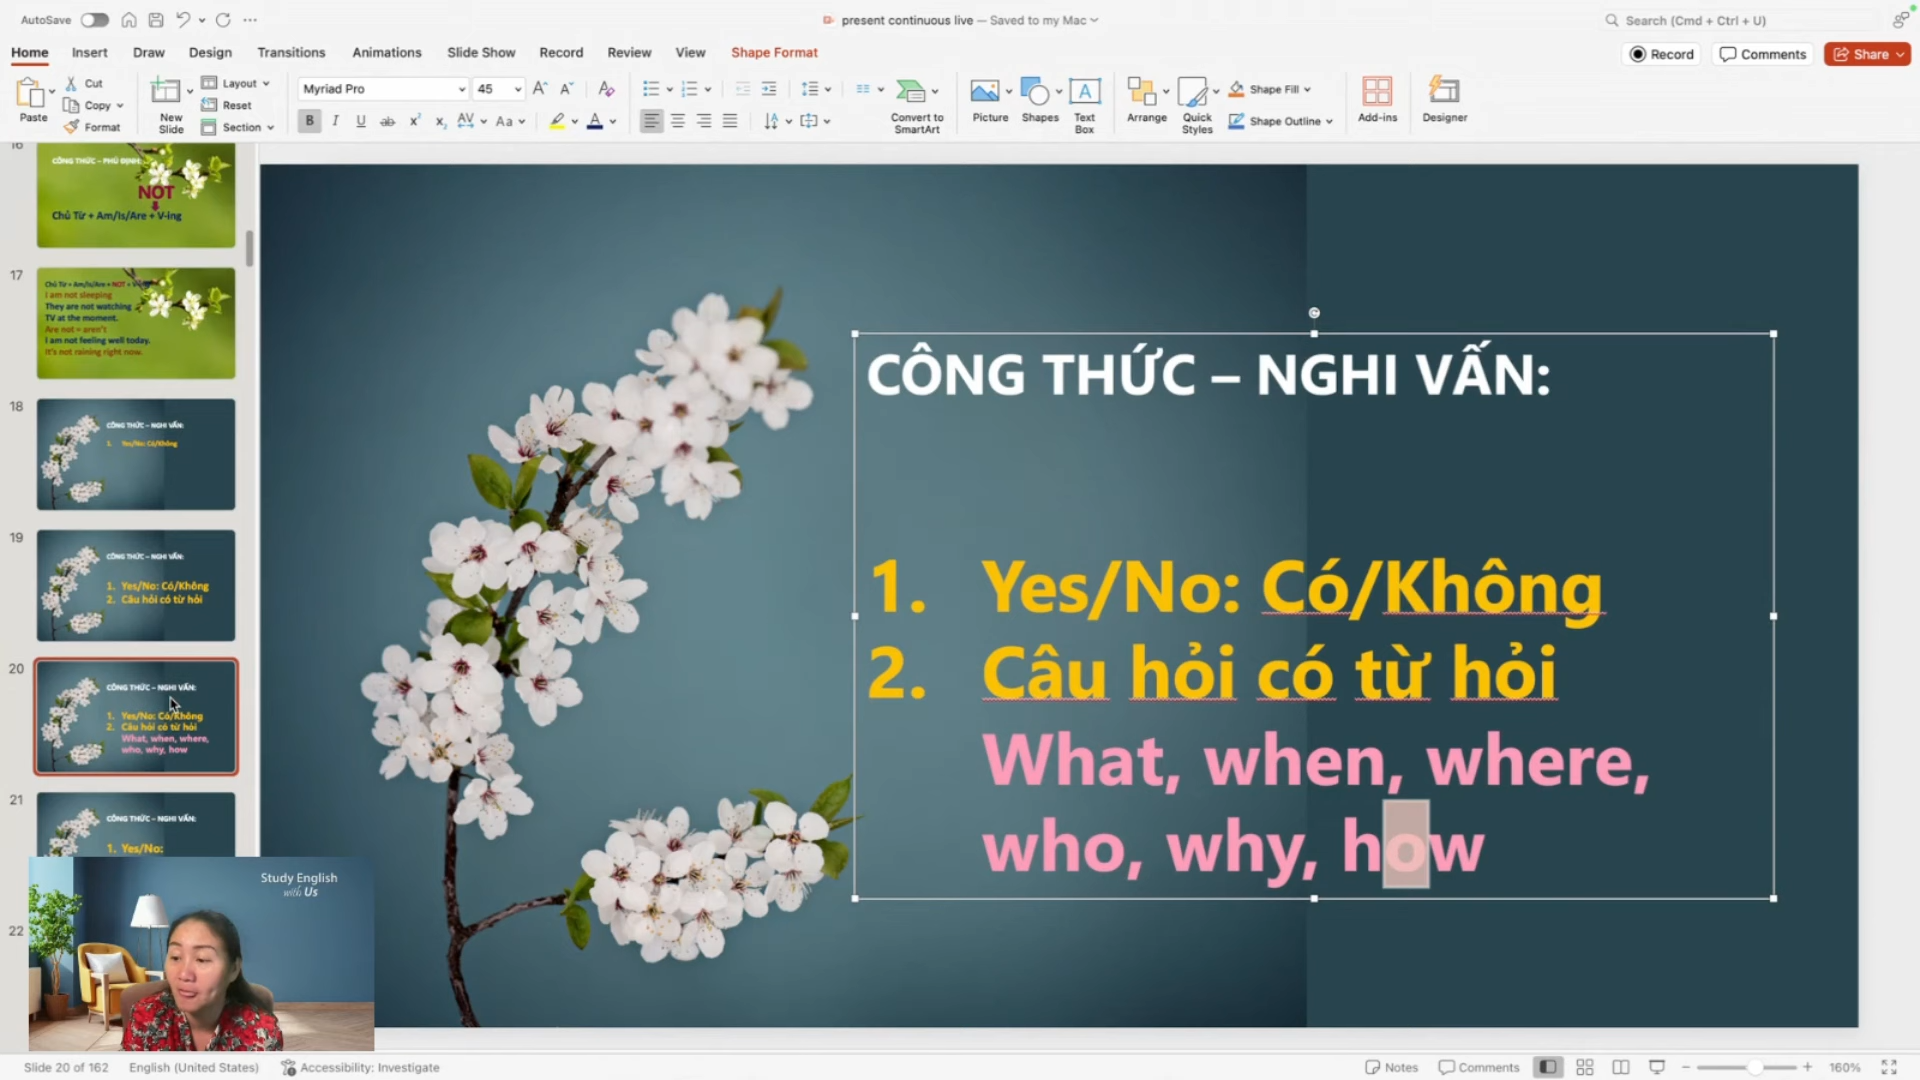 AutoSave
present continuous live — Saved to my Mac
Search (Cmd + Ctrl + U)
Home
Insert
Draw
Design
Transitions
Animations
Slide Show
Record
Review
View
Shape Format
Record
Comments
Share
Paste
Cut
Copy
Format
New Slide
Layout
Reset
Section
Myriad Pro
45
Convert to SmartArt
Picture
Shapes
Text Box
Arrange
Quick Styles
Shape Fill
Shape Outline
Add-ins
Designer
16
CÔNG THỨC – PHỦ ĐỊNH:
NOT
Chủ Từ + Am/Is/Are + V-ing
17
Chủ Từ + Am/Is/Are + NOT + V-ing
I am not sleeping
They are not watching
TV at the moment.
Are not = aren't
I am not feeling well today.
It's not raining right now.
18
CÔNG THỨC – NGHI VẤN:
1. Yes/No: Có/Không
19
CÔNG THỨC – NGHI VẤN:
1. Yes/No: Có/Không
2. Câu hỏi có từ hỏi
20
CÔNG THỨC – NGHI VẤN:
1. Yes/No: Có/Không
2. Câu hỏi có từ hỏi
What, when, where,
who, why, how
21
CÔNG THỨC – NGHI VẤN:
1. Yes/No:
22
CÔNG THỨC – NGHI VẤN:
1. Yes/No: Có/Không
2. Câu hỏi có từ hỏi
What, when, where,
who, why, how
Study English
with Us
Slide 20 of 162
English (United States)
Accessibility: Investigate
Notes
Comments
160%